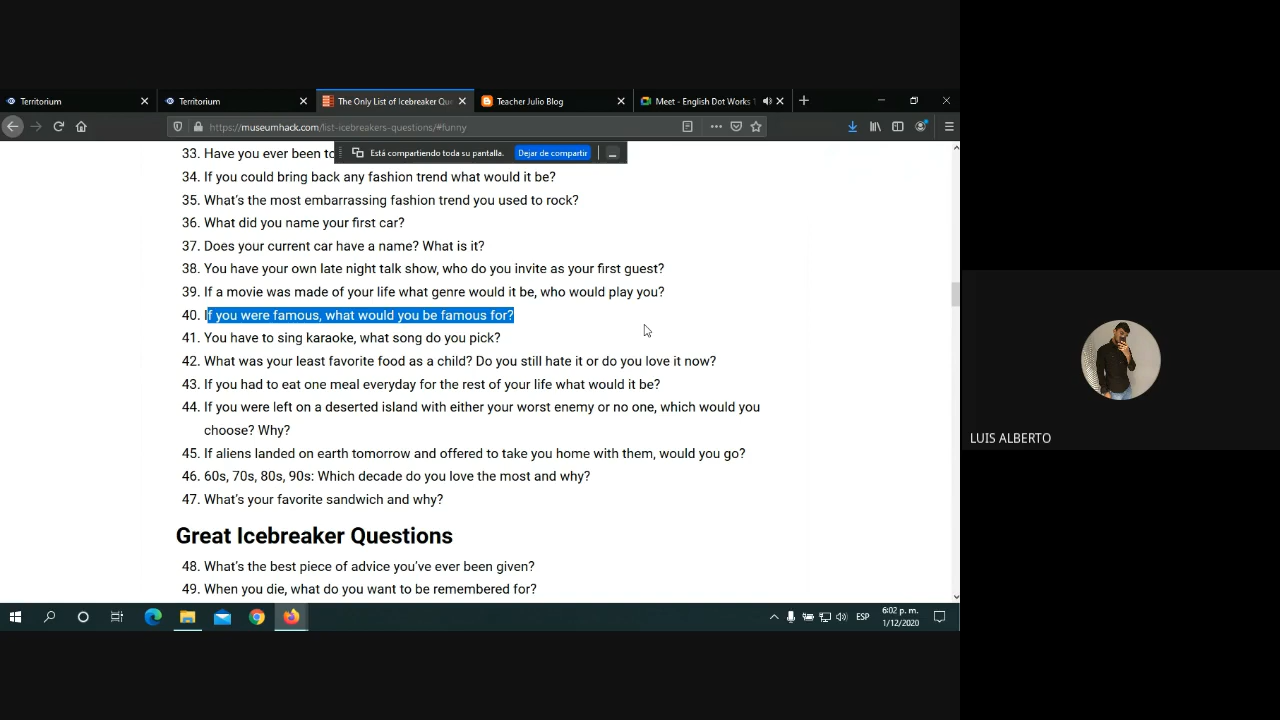 Territorium
Territorium
The Only List of Icebreaker Qu
Teacher Julio Blog
Meet - English Dot Works 1
https://museumhack.com/list-icebreakers-questions/#funny
Está compartiendo toda su pantalla. Dejar de compartir
33. Have you ever been to
34. If you could bring back any fashion trend what would it be?
35. What's the most embarrassing fashion trend you used to rock?
36. What did you name your first car?
37. Does your current car have a name? What is it?
38. You have your own late night talk show, who do you invite as your first guest?
39. If a movie was made of your life what genre would it be, who would play you?
40. If you were famous, what would you be famous for?
41. You have to sing karaoke, what song do you pick?
42. What was your least favorite food as a child? Do you still hate it or do you love it now?
43. If you had to eat one meal everyday for the rest of your life what would it be?
44. If you were left on a deserted island with either your worst enemy or no one, which would you
choose? Why?
45. If aliens landed on earth tomorrow and offered to take you home with them, would you go?
46. 60s, 70s, 80s, 90s: Which decade do you love the most and why?
47. What's your favorite sandwich and why?
Great Icebreaker Questions
48. What's the best piece of advice you've ever been given?
49. When you die, what do you want to be remembered for?
LUIS ALBERTO
ESP
6:02 p. m.
1/12/2020